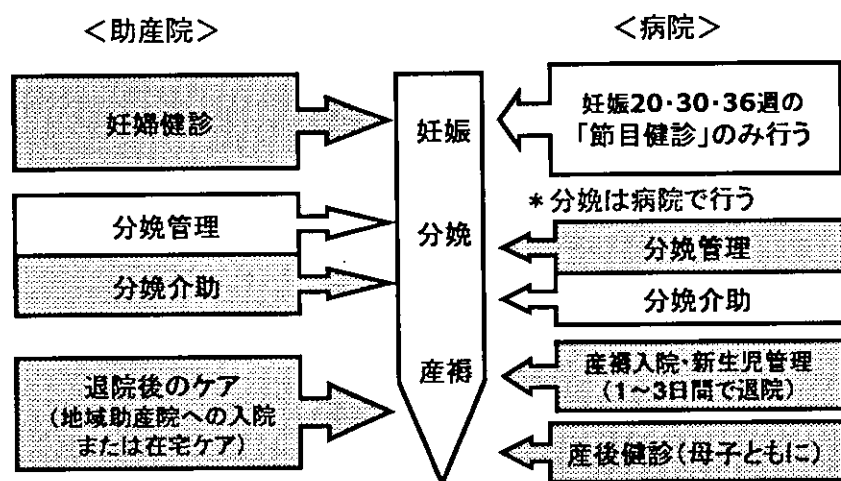 <助産院>
<病院>
妊婦健診
妊娠
妊娠20・30・36週の
「節目健診」のみ行う
*分娩は病院で行う
分娩管理
分娩
分娩管理
分娩介助
分娩介助
退院後のケア
(地域助産院への入院
または在宅ケア)
産褥
産褥入院・新生児管理
(1～3日間で退院)
産後健診(母子ともに)